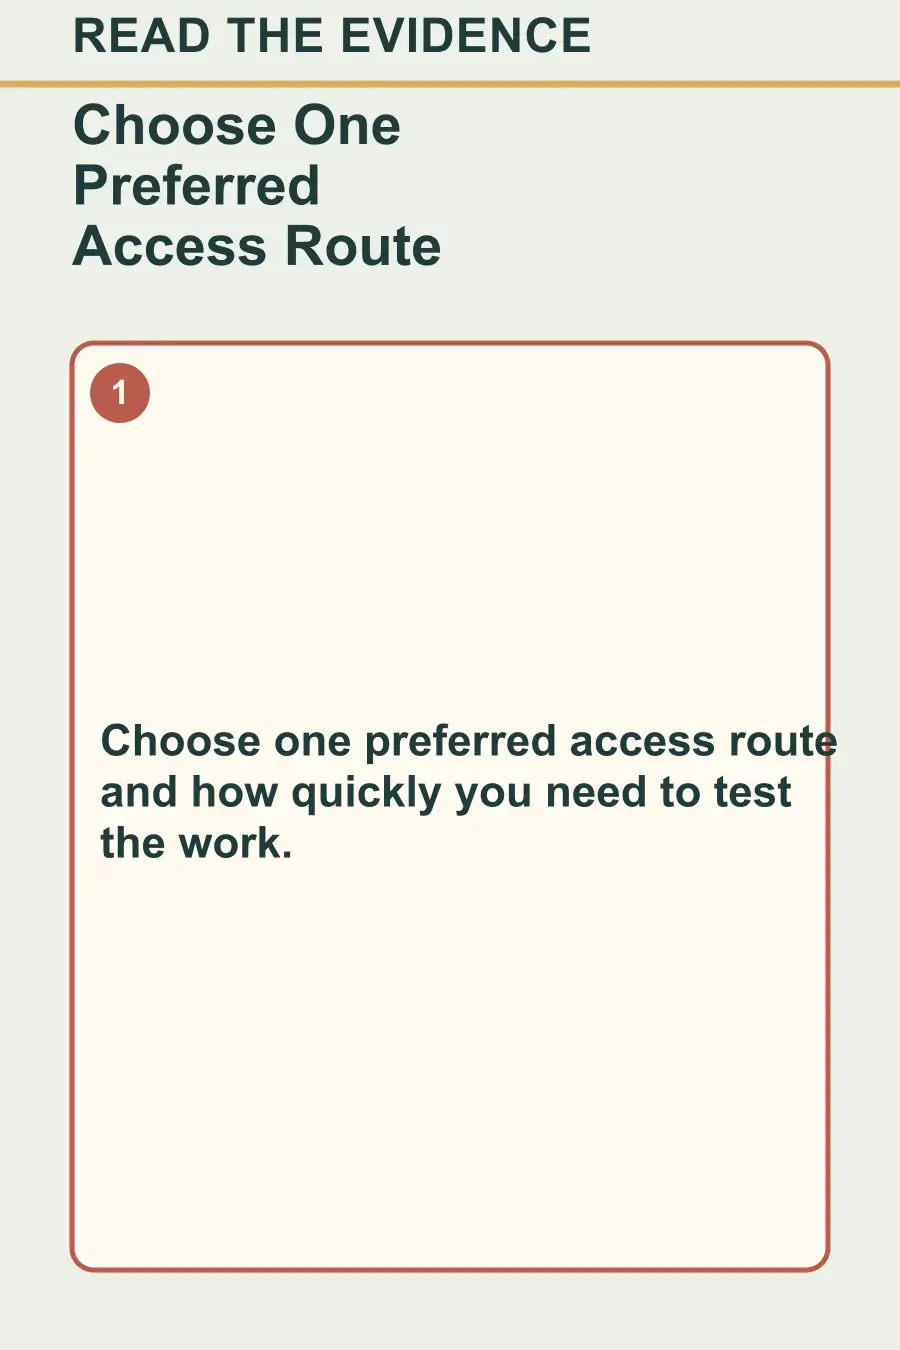 READ THE EVIDENCE
Choose One
Preferred
Access Route
1
Choose one preferred access route
and how quickly you need to test
the work.